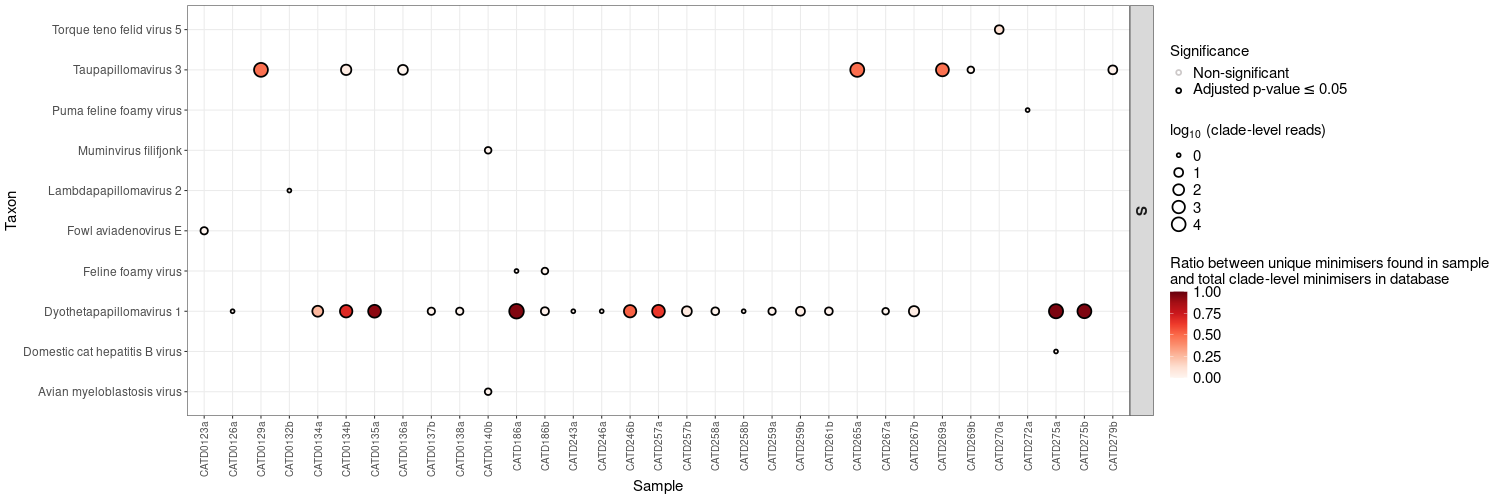 Torque teno felid virus 5
Taupapillomavirus 3
Puma feline foamy virus
Muminvirus filifjonk
Lambdapapillomavirus 2
Fowl aviadenovirus E
Feline foamy virus
Dyothetapapillomavirus 1
Domestic cat hepatitis B virus
Avian myeloblastosis virus
Taxon
CATD0123a
CATD0126a
CATD0129a
CATD0132b
CATD0134a
CATD0134b
CATD0135a
CATD0136a
CATD0137b
CATD0138a
CATD0140b
CATD186a
CATD186b
CATD243a
CATD246a
CATD246b
CATD257a
CATD257b
CATD258a
CATD258b
CATD259a
CATD259b
CATD261b
CATD265a
CATD267a
CATD267b
CATD269a
CATD269b
CATD270a
CATD272a
CATD275a
CATD275b
CATD279b
Sample
S
Significance
Non-significant
Adjusted p-value ≤ 0.05
log₁₀ (clade-level reads)
0
1
2
3
4
Ratio between unique minimisers found in sample
and total clade-level minimisers in database
1.00
0.75
0.50
0.25
0.00